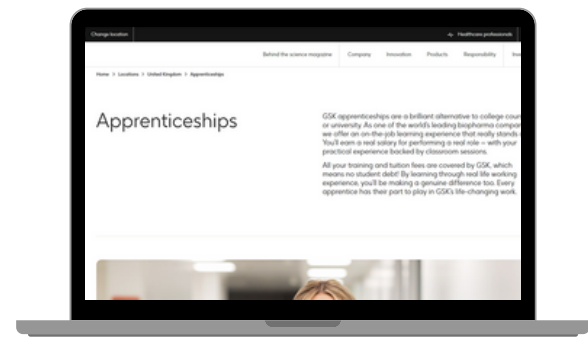 Change location
Healthcare professionals
Behind the science magazine Company Innovation Products Responsibility
Home > Locations > United Kingdom > Apprenticeships
Apprenticeships
GSK apprenticeships are a brilliant alternative to college cour
or university. As one of the world's leading biopharma compan
we offer an on-the-job learning experience that really stands
You'll earn a real salary for performing a real role – with your
practical experience backed by classroom sessions.
All your training and tuition fees are covered by GSK, which
means no student debt! By learning through real life working
experience, you'll be making a genuine difference too. Every
apprentice has their part to play in GSK's life-changing work.